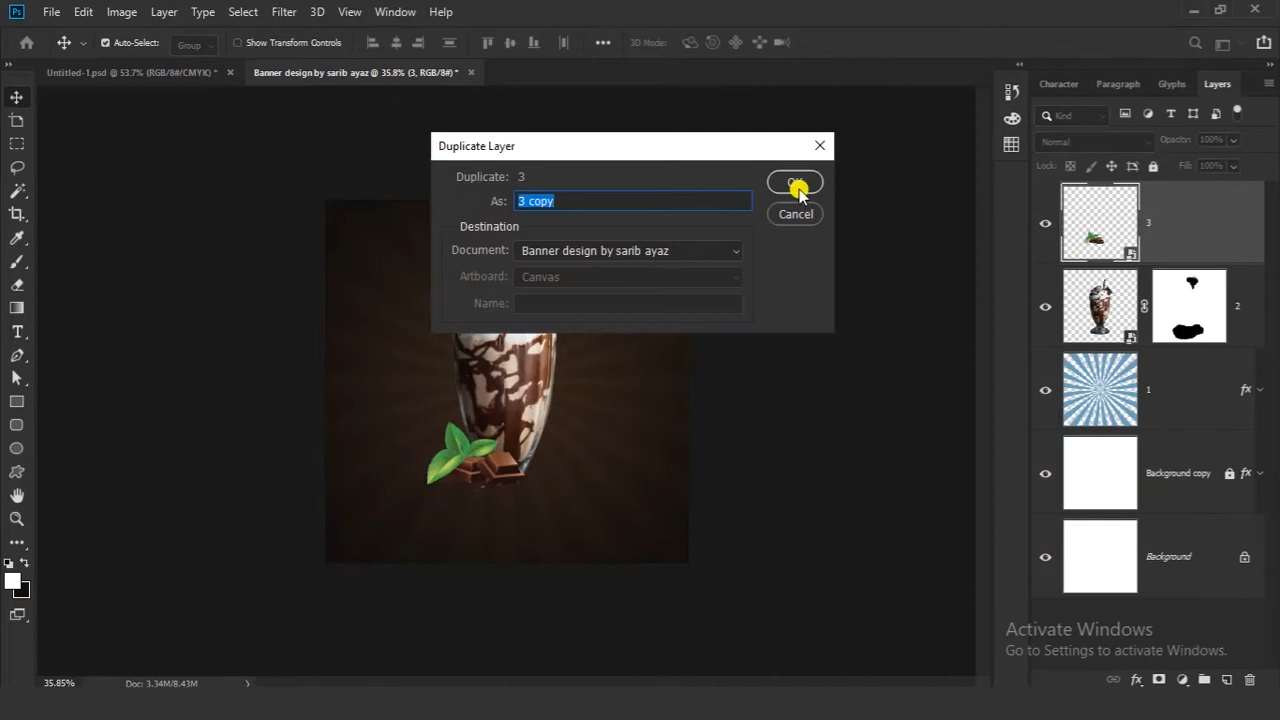 Ps File Edit Image Layer Type Select Filter 3D View Window Help
Auto-Select: Group Show Transform Controls 3D Mode:
Untitled-1.psd @ 53.7% (RGB/8#/CMYK) * Banner design by sarib ayaz @ 35.8% (3, RGB/8#) *
Character Paragraph Glyphs Layers
Kind
Normal Opacity: 100%
Lock: Fill: 100%
Duplicate Layer
Duplicate: 3
As: 3 copy
Cancel
Destination
Document: Banner design by sarib ayaz
Artboard: Canvas
Name:
3
2
1
Background copy
Background
Activate Windows
Go to Settings to activate Windows.
35.85% Doc: 3.34M/8.43M